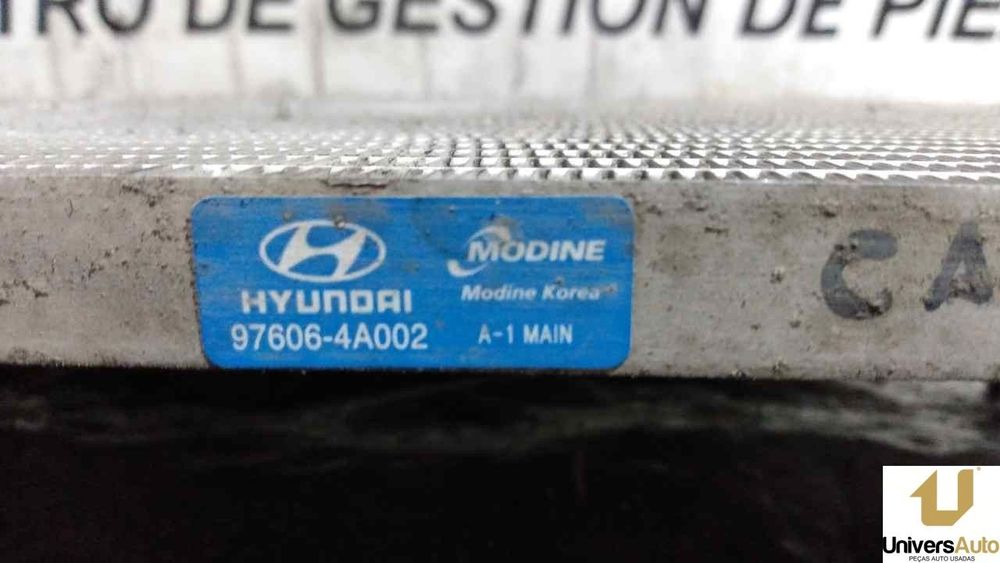 TRO DE GESTION DE PIE
HYUNDAI
97606-4A002
MODINE
Modine Korea
A-1 MAIN
CA
UniversAuto
PEÇAS AUTO USADAS